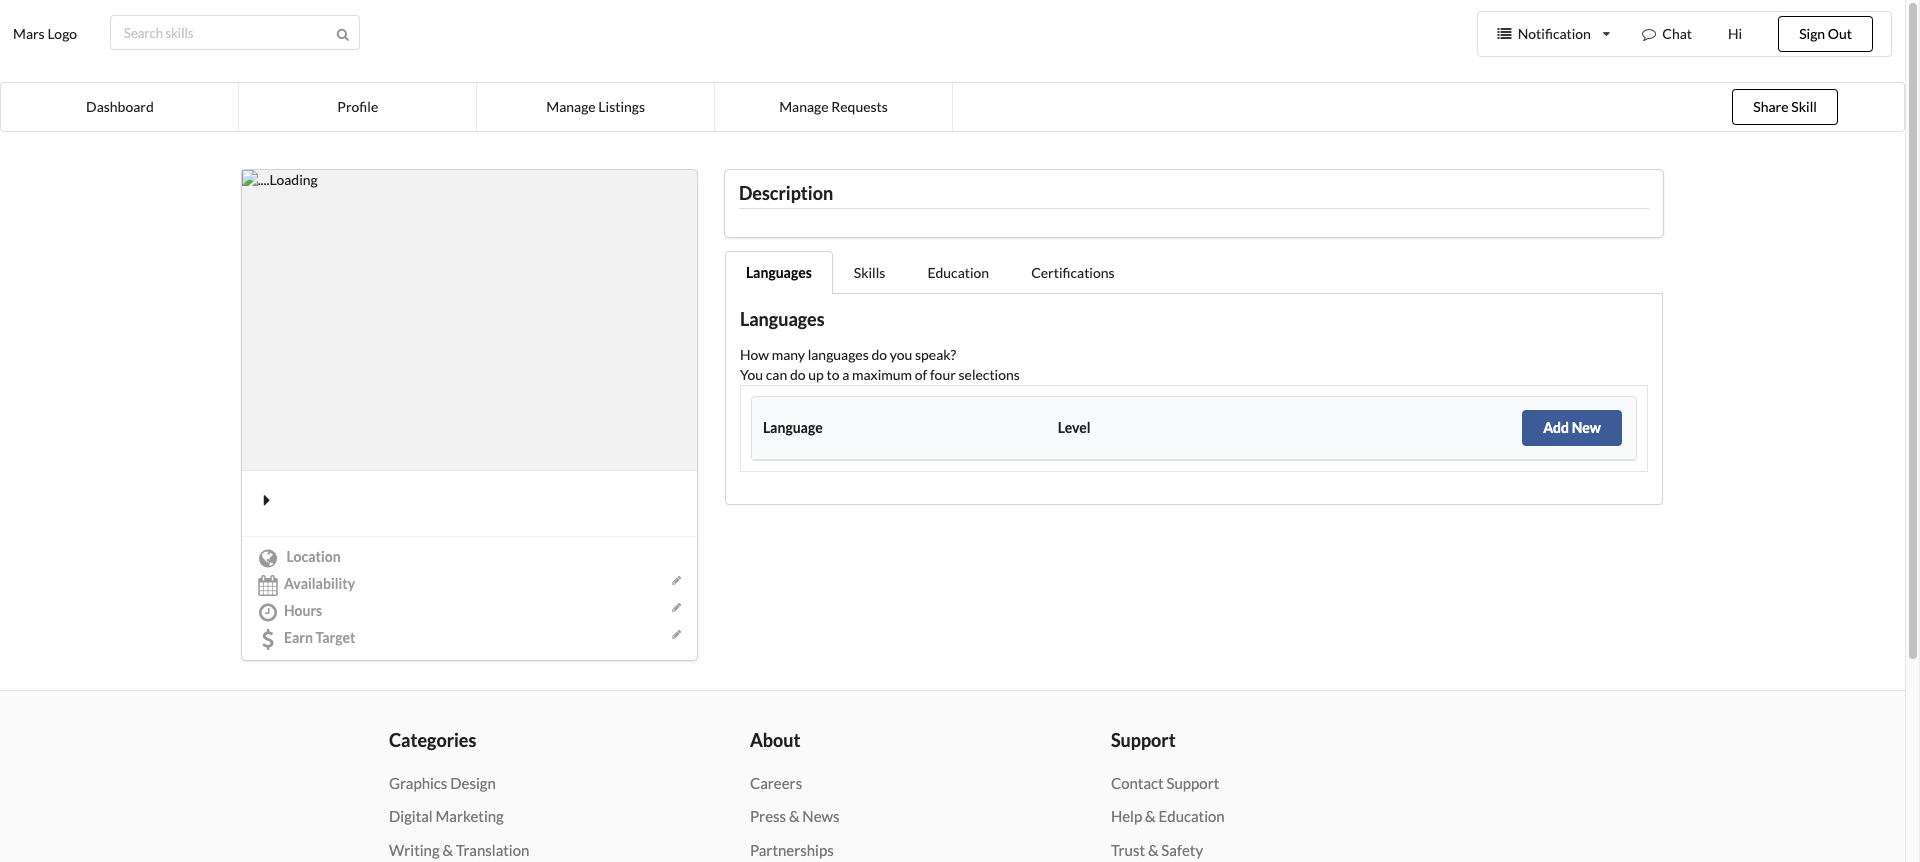 Mars Logo
Search skills
Notification
Chat
Hi
Sign Out
Dashboard
Profile
Manage Listings
Manage Requests
Share Skill
....Loading
Location
Availability
Hours
Earn Target
Description
Languages
Skills
Education
Certifications
Languages
How many languages do you speak?
You can do up to a maximum of four selections
Language
Level
Add New
Categories
Graphics Design
Digital Marketing
Writing & Translation
About
Careers
Press & News
Partnerships
Support
Contact Support
Help & Education
Trust & Safety